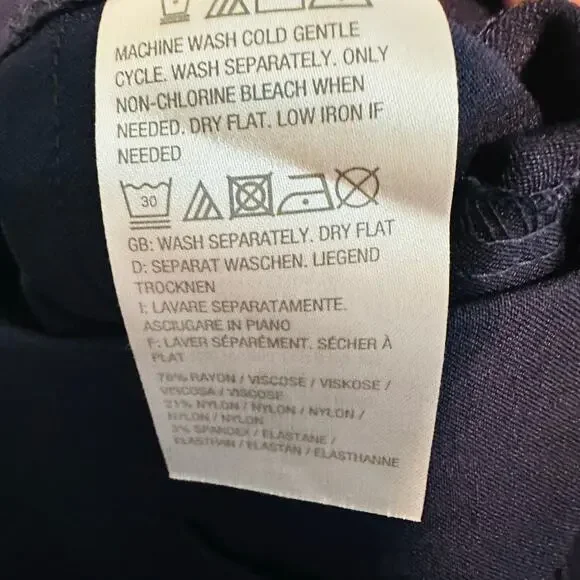 MACHINE WASH COLD GENTLE
CYCLE. WASH SEPARATELY. ONLY
NON-CHLORINE BLEACH WHEN
NEEDED. DRY FLAT. LOW IRON IF
NEEDED
30
GB: WASH SEPARATELY. DRY FLAT
D: SEPARAT WASCHEN. LIEGEND
TROCKNEN
I: LAVARE SEPARATAMENTE.
ASCIUGARE IN PIANO
F: LAVER SÉPARÉMENT. SÉCHER À
PLAT
76% RAYON / VISCOSE / VISKOSE /
VISCOSA / VISCOSE
21% NYLON / NYLON / NYLON /
NYLON / NYLON
3% SPANDEX / ELASTANE /
ELASTHAN / ELASTAN / ELASTHANNE